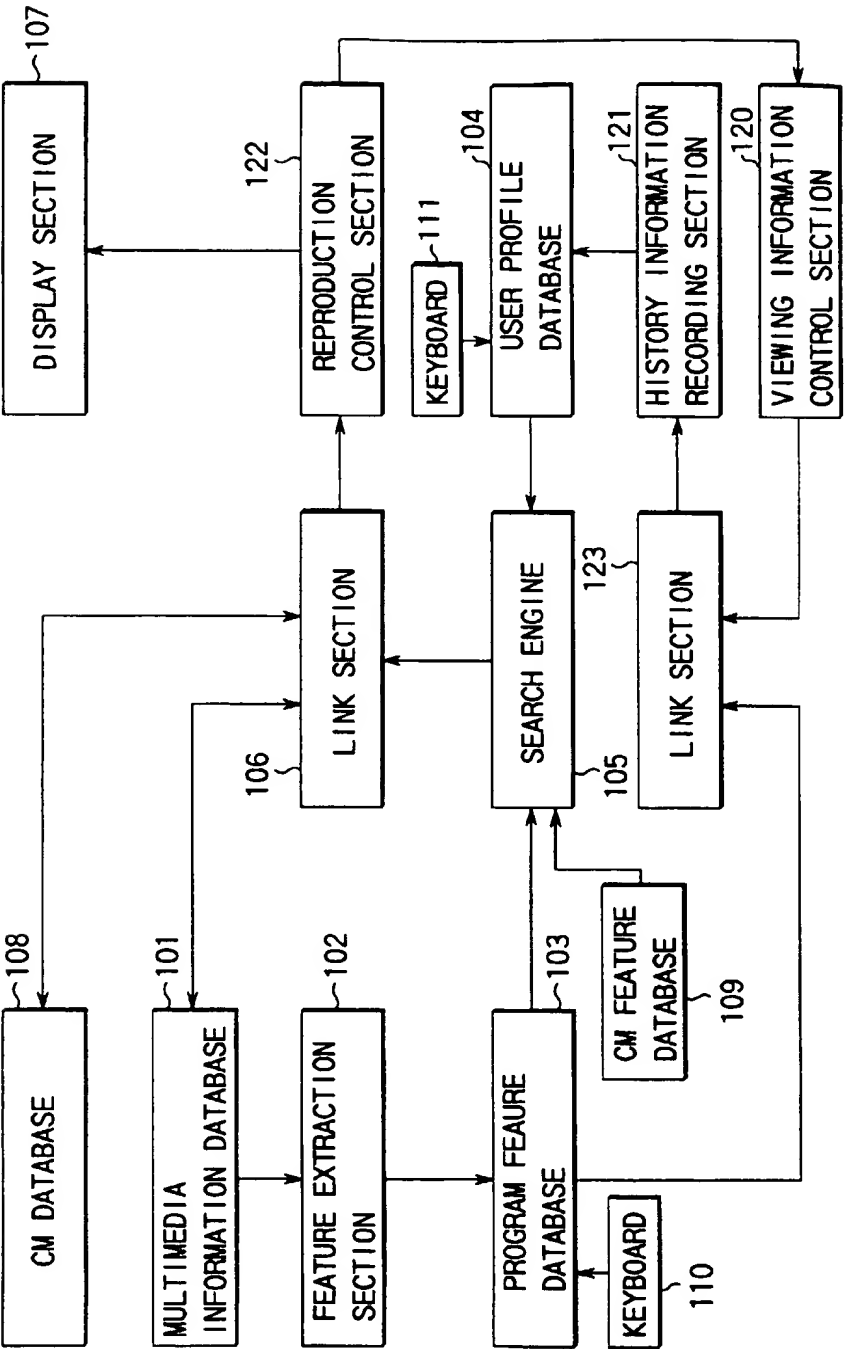 CM DATABASE
108
DISPLAY SECTION
107
MULTIMEDIA
INFORMATION DATABASE
101
FEATURE EXTRACTION
SECTION
102
LINK SECTION
106
REPRODUCTION
CONTROL SECTION
122
KEYBOARD
111
PROGRAM FEAURE
DATABASE
103
SEARCH ENGINE
105
USER PROFILE
DATABASE
104
KEYBOARD
110
CM FEATURE
DATABASE
109
LINK SECTION
123
HISTORY INFORMATION
RECORDING SECTION
121
VIEWING INFORMATION
CONTROL SECTION
120